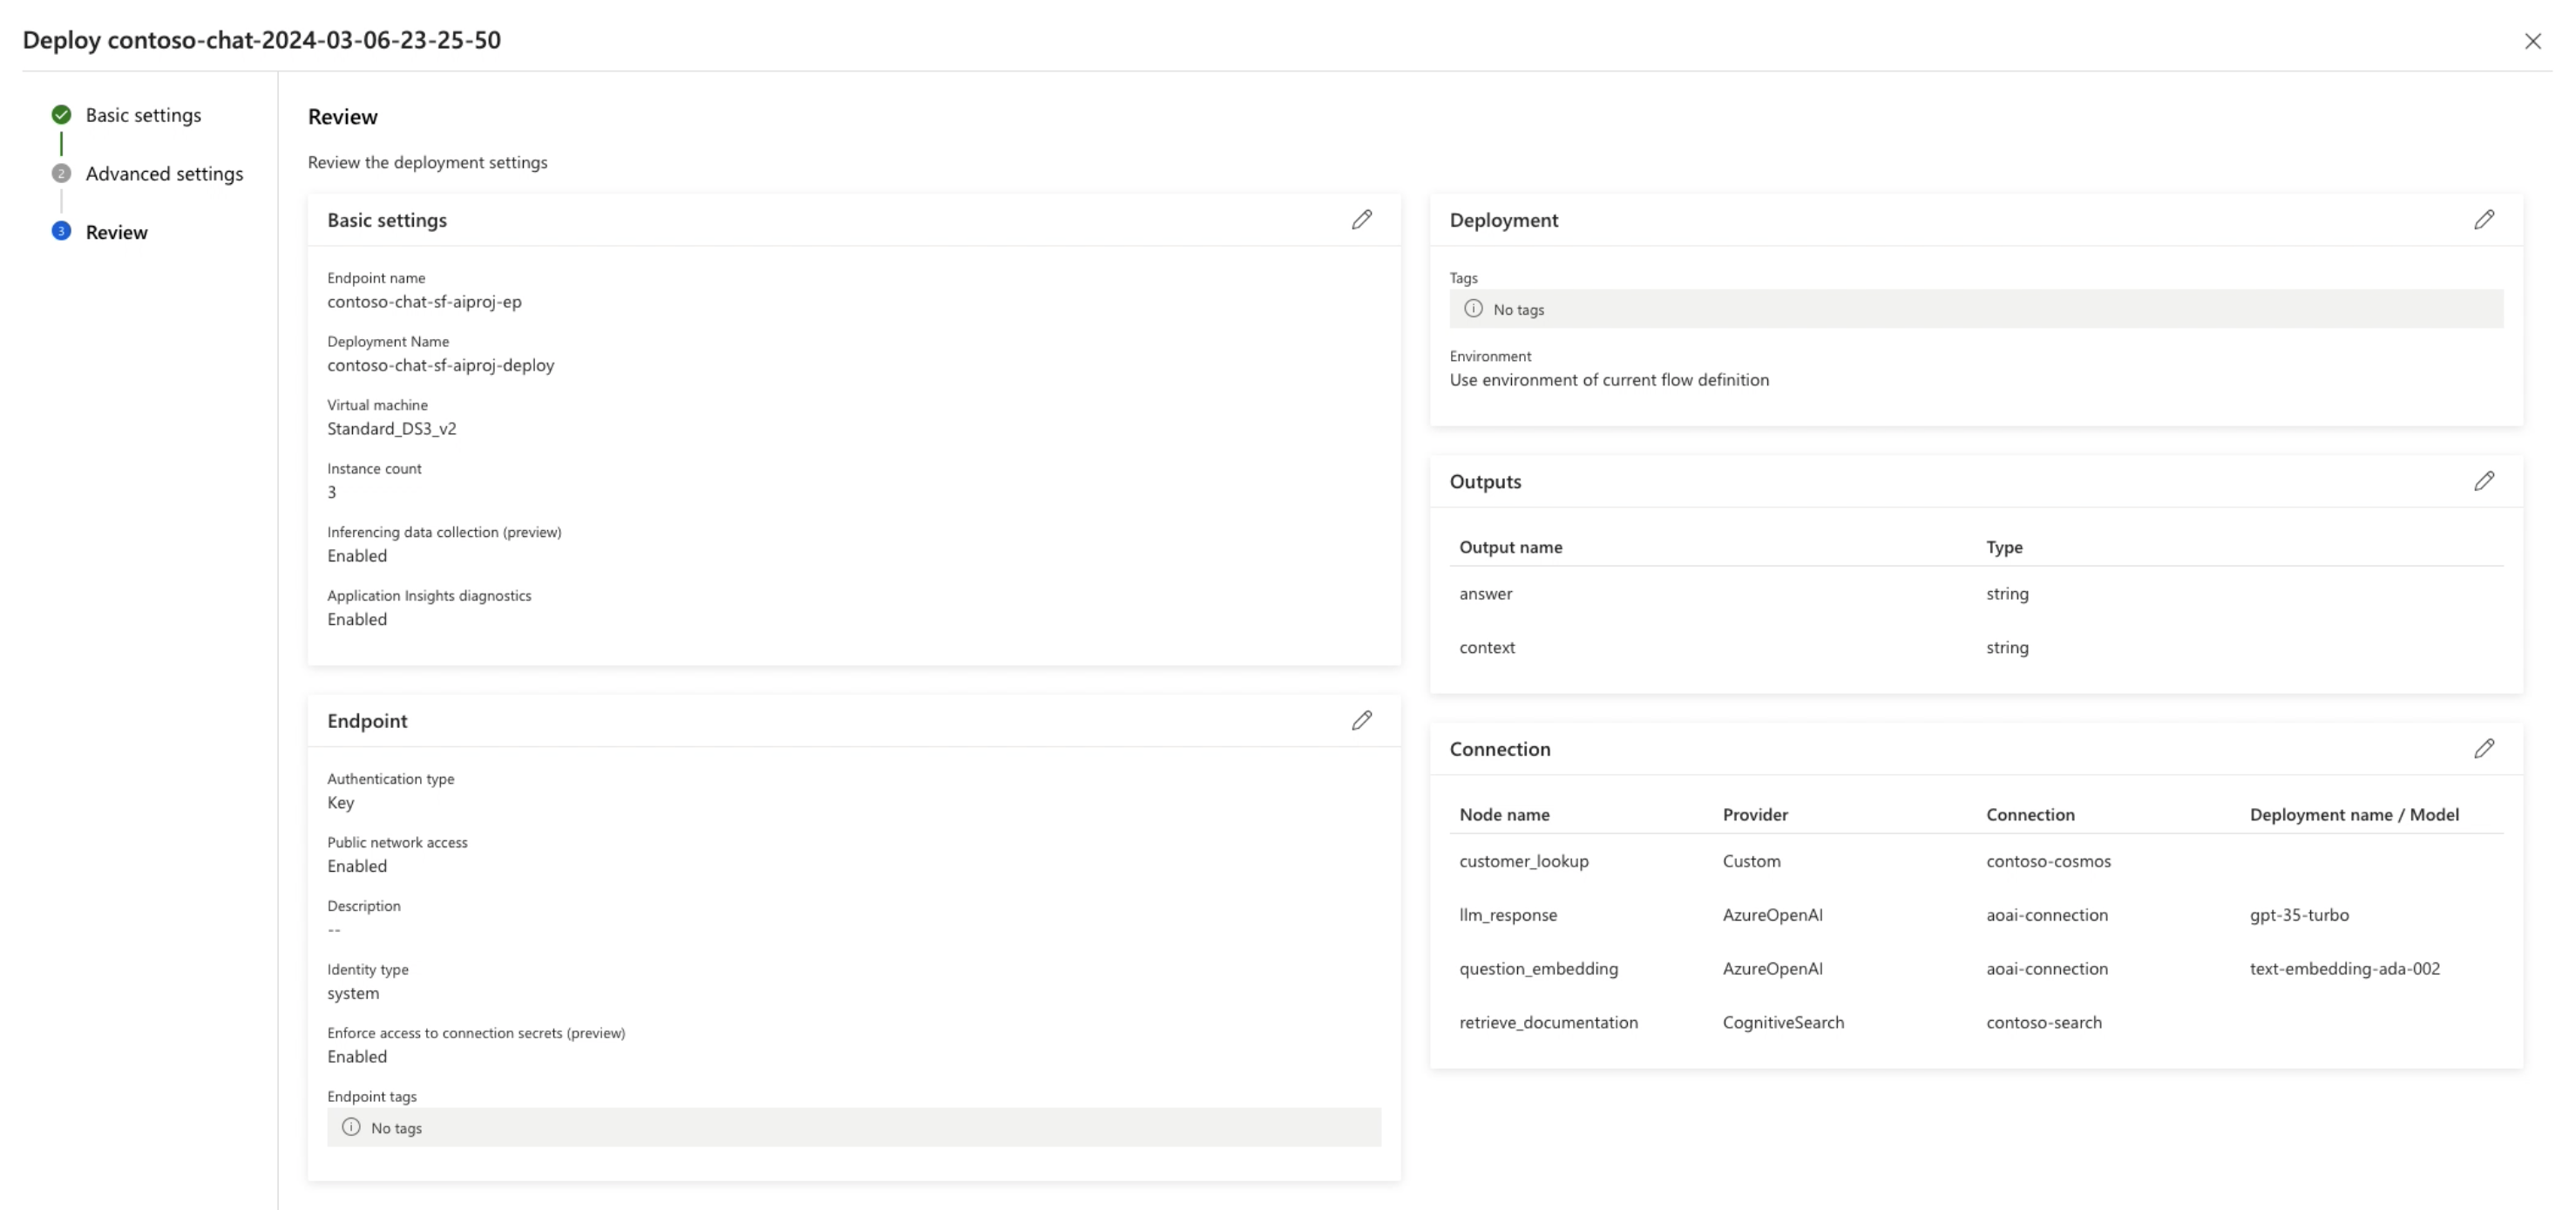 Deploy contoso-chat-2024-03-06-23-25-50
Basic settings
2 Advanced settings
3 Review
Review
Review the deployment settings
Basic settings
Endpoint name
contoso-chat-sf-aiproj-ep
Deployment Name
contoso-chat-sf-aiproj-deploy
Virtual machine
Standard_DS3_v2
Instance count
3
Inferencing data collection (preview)
Enabled
Application Insights diagnostics
Enabled
Endpoint
Authentication type
Key
Public network access
Enabled
Description
--
Identity type
system
Enforce access to connection secrets (preview)
Enabled
Endpoint tags
No tags
Deployment
Tags
No tags
Environment
Use environment of current flow definition
Outputs
Output name Type
answer string
context string
Connection
Node name Provider Connection Deployment name / Model
customer_lookup Custom contoso-cosmos
llm_response AzureOpenAI aoai-connection gpt-35-turbo
question_embedding AzureOpenAI aoai-connection text-embedding-ada-002
retrieve_documentation CognitiveSearch contoso-search